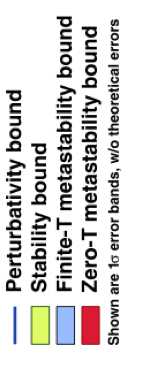 Perturbativity bound
Stability bound
Finite-T metastability bound
Zero-T metastability bound
Shown are 1σ error bands, w/o theoretical errors